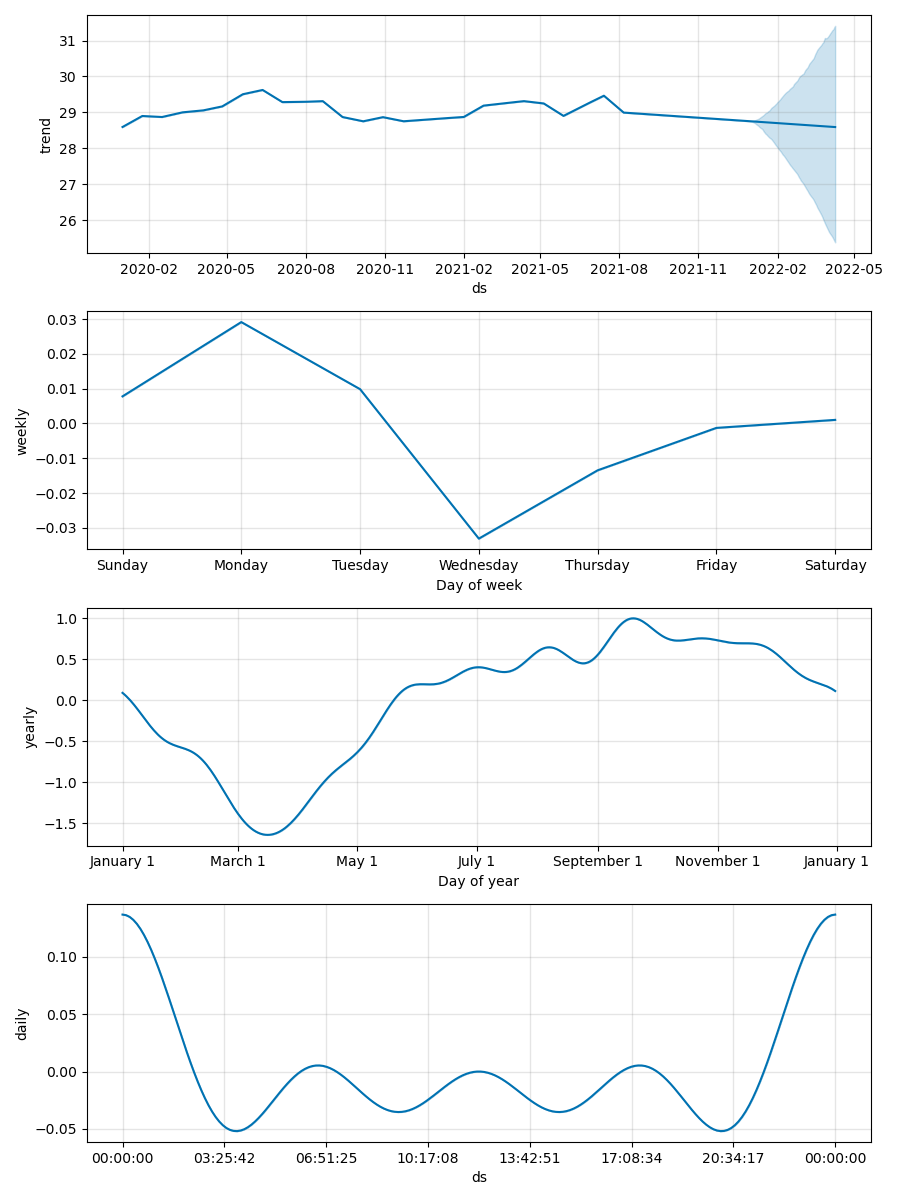 31
30
29
28
27
26
trend
2020-02 2020-05 2020-08 2020-11 2021-02 2021-05 2021-08 2021-11 2022-02 2022-05
ds
0.03
0.02
0.01
0.00
−0.01
−0.02
−0.03
weekly
Sunday Monday Tuesday Wednesday Thursday Friday Saturday
Day of week
1.0
0.5
0.0
−0.5
−1.0
−1.5
yearly
January 1 March 1 May 1 July 1 September 1 November 1 January 1
Day of year
0.10
0.05
0.00
−0.05
daily
00:00:00 03:25:42 06:51:25 10:17:08 13:42:51 17:08:34 20:34:17 00:00:00
ds